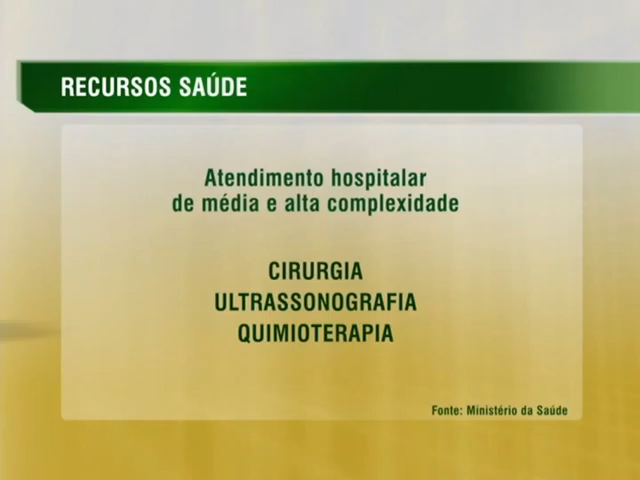 RECURSOS SAÚDE
Atendimento hospitalar
de média e alta complexidade
CIRURGIA
ULTRASSONOGRAFIA
QUIMIOTERAPIA
Fonte: Ministério da Saúde